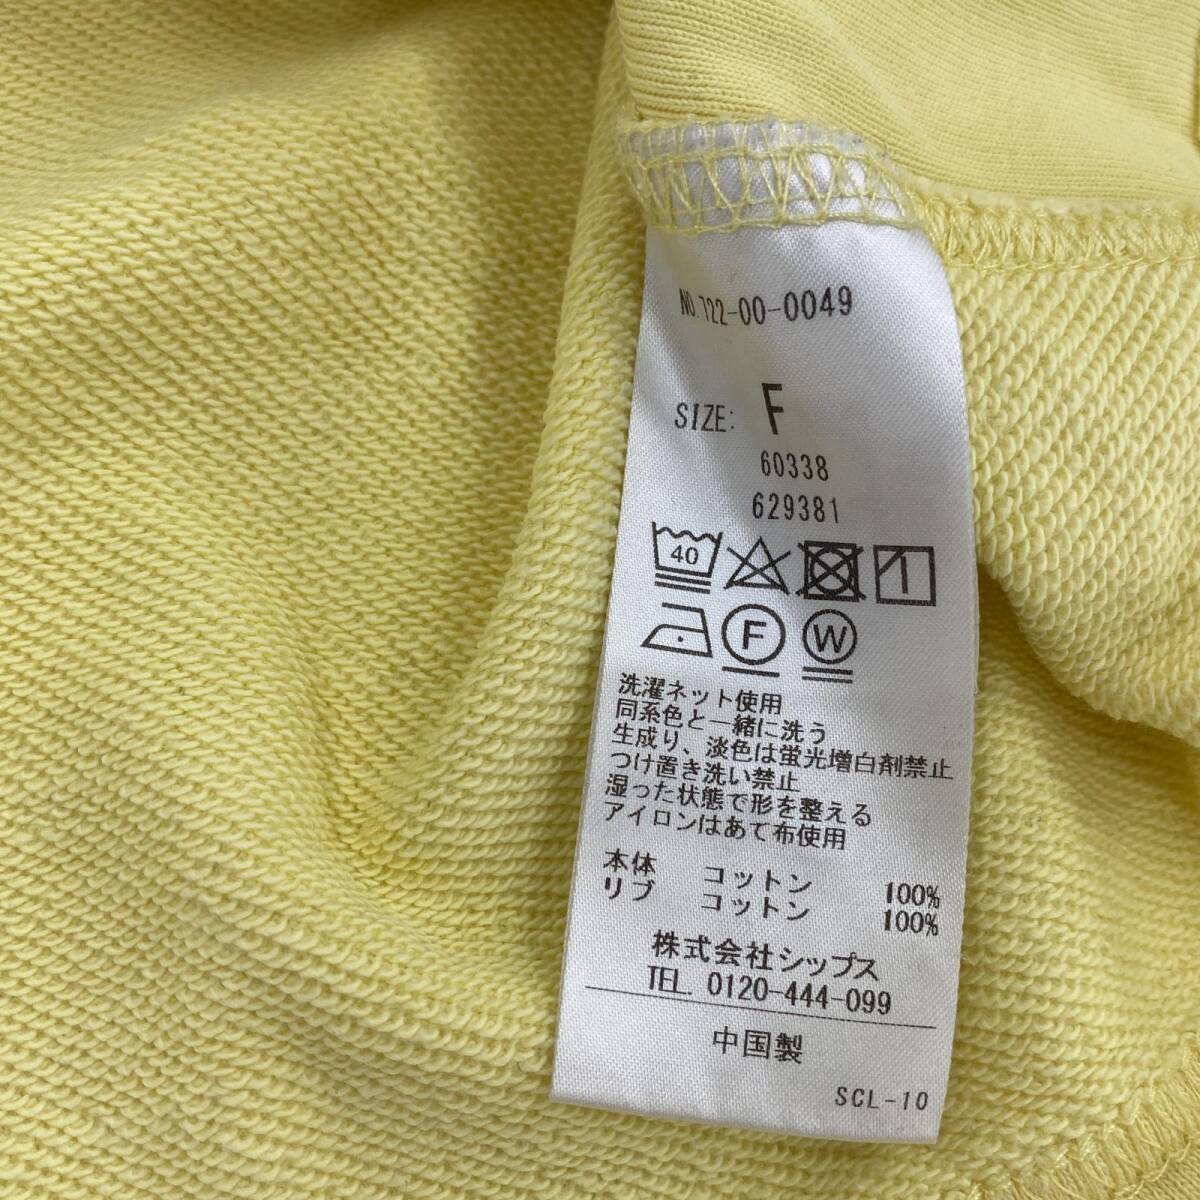 NO.722-00-0049
SIZE: F
60338
629381
40
F W
洗濯ネット使用
同系色と一緒に洗う
生成り、淡色は蛍光増白剤禁止
つけ置き洗い禁止
湿った状態で形を整える
アイロンはあて布使用
本体 コットン 100%
リブ コットン 100%
株式会社シップス
TEL 0120-444-099
中国製
SCL-10